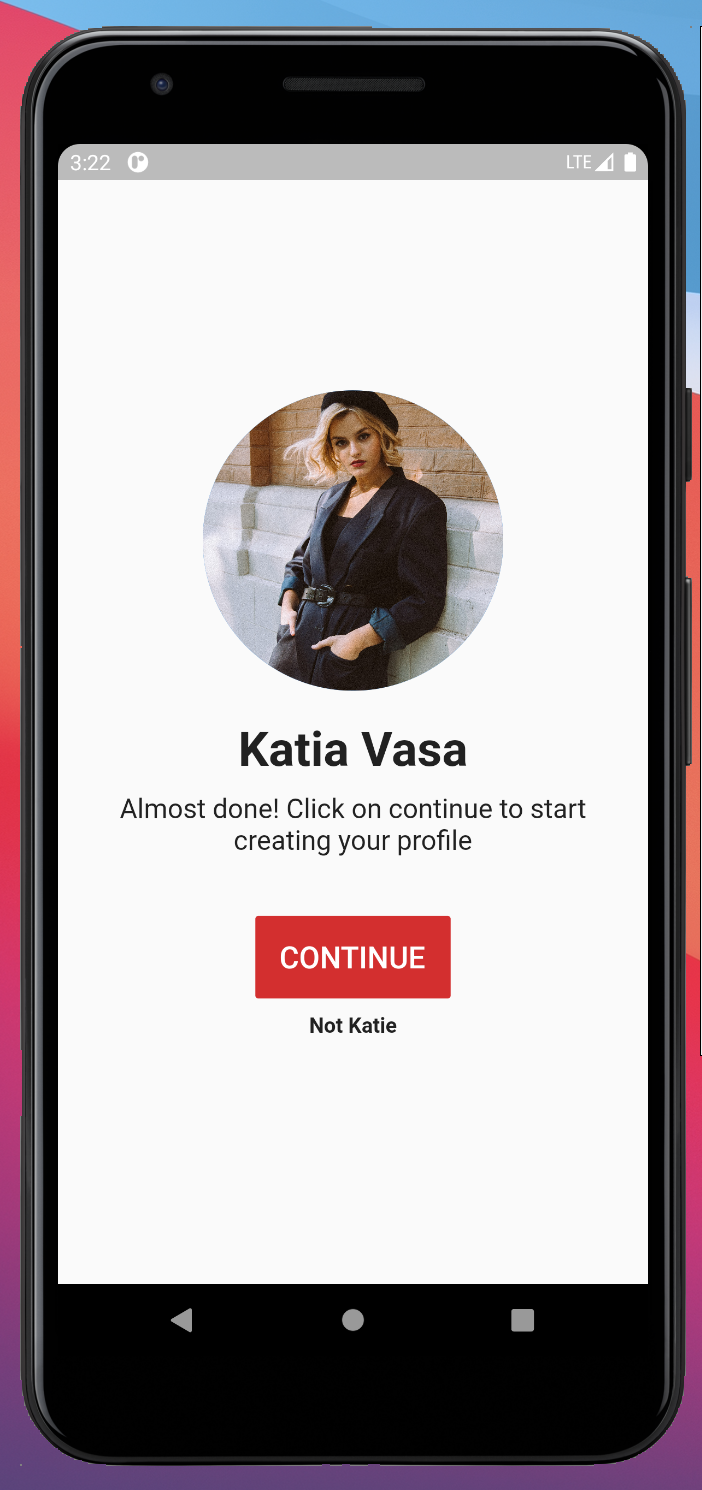 3:22 LTE
Katia Vasa
Almost done! Click on continue to start
creating your profile
CONTINUE
Not Katie